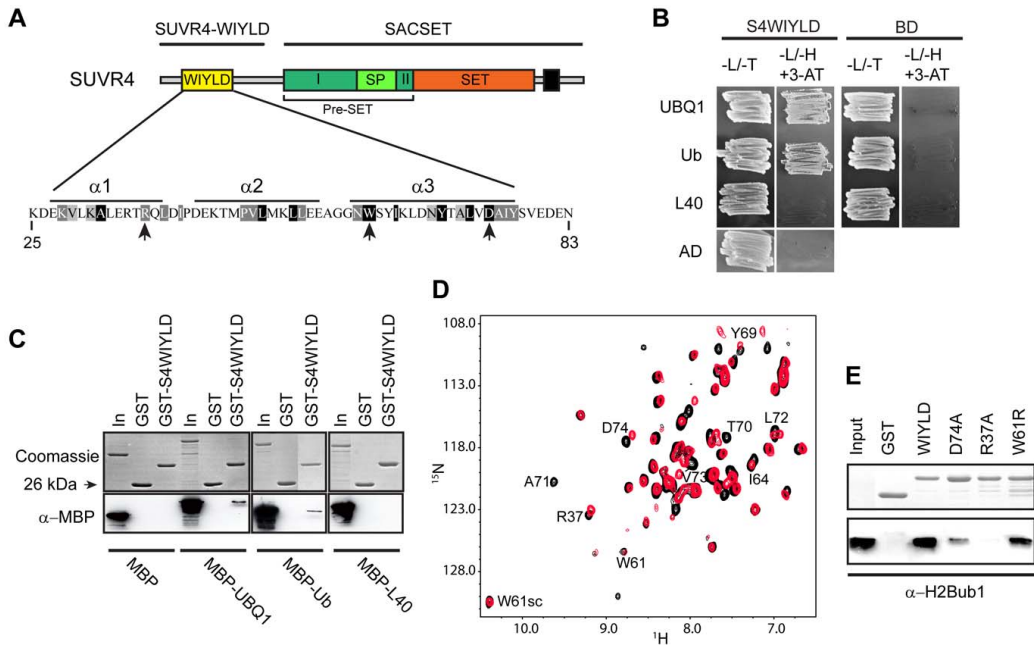 A
SUVR4-WIYLD SACSET
SUVR4 WIYLD I SP II SET
Pre-SET
α1 α2 α3
KDEKVLKALERTRQLDIPDEKTMPVLMKLLEEAGGNWSYIKLDNYTALVDAIYSVEDEN
25 83
B
S4WIYLD BD
-L/-T -L/-H +3-AT -L/-T -L/-H +3-AT
UBQ1
Ub
L40
AD
C
In GST GST-S4WIYLD In GST GST-S4WIYLD In GST GST-S4WIYLD In GST GST-S4WIYLD
Coomassie
26 kDa
α–MBP
MBP MBP-UBQ1 MBP-Ub MBP-L40
D
108.0
113.0
118.0
123.0
128.0
15N
Y69
D74 T70 L72
A71 V73 I64
R37
W61
W61sc
10.0 9.0 8.0 7.0
1H
E
Input GST WIYLD D74A R37A W61R
α–H2Bub1